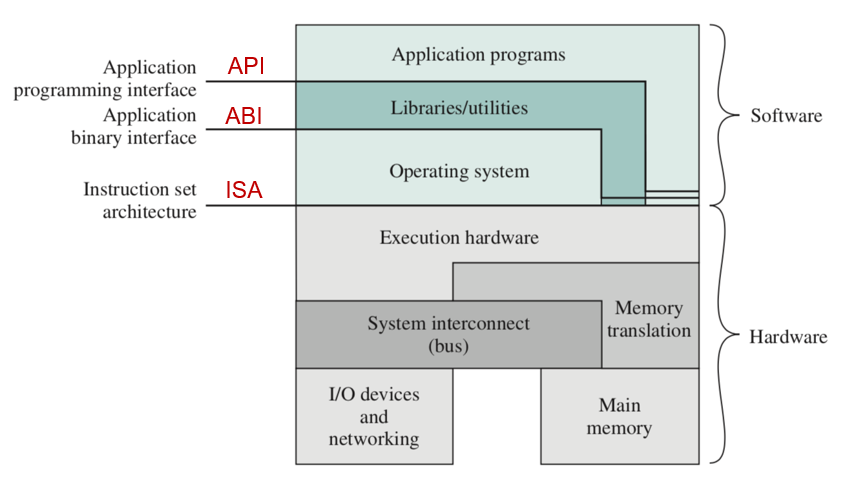 Application programs
Application
programming interface
API
Libraries/utilities
Application
binary interface
ABI
Software
Operating system
Instruction set
architecture
ISA
Execution hardware
Memory
translation
System interconnect
(bus)
Hardware
I/O devices
and
networking
Main
memory